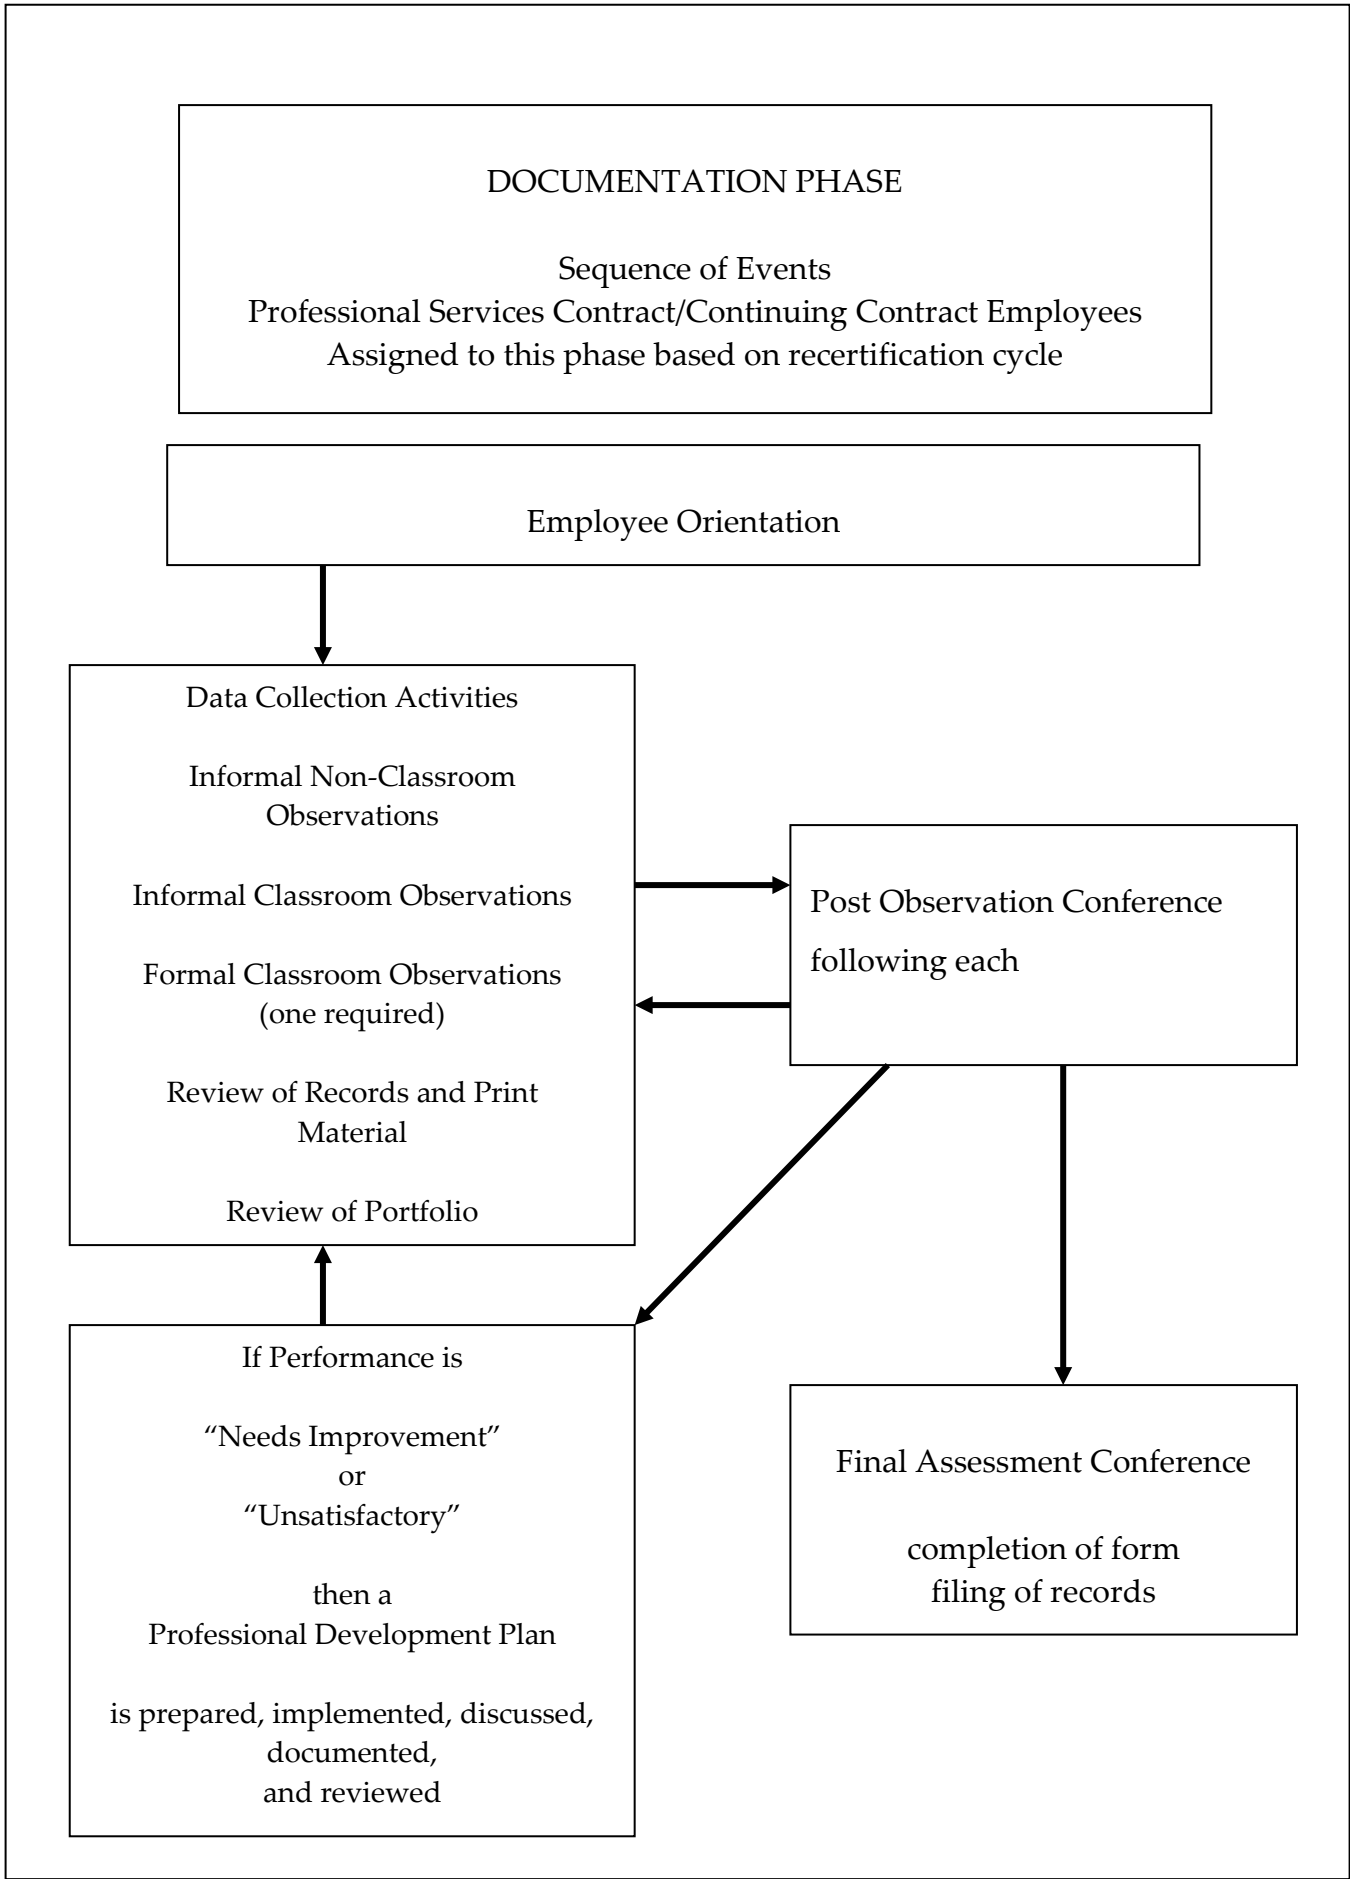 DOCUMENTATION PHASE
Sequence of Events
Professional Services Contract/Continuing Contract Employees
Assigned to this phase based on recertification cycle
Employee Orientation
Data Collection Activities
Informal Non-Classroom
Observations
Informal Classroom Observations
Formal Classroom Observations
(one required)
Review of Records and Print
Material
Review of Portfolio
Post Observation Conference
following each
If Performance is
“Needs Improvement”
or
“Unsatisfactory”
then a
Professional Development Plan
is prepared, implemented, discussed,
documented,
and reviewed
Final Assessment Conference
completion of form
filing of records